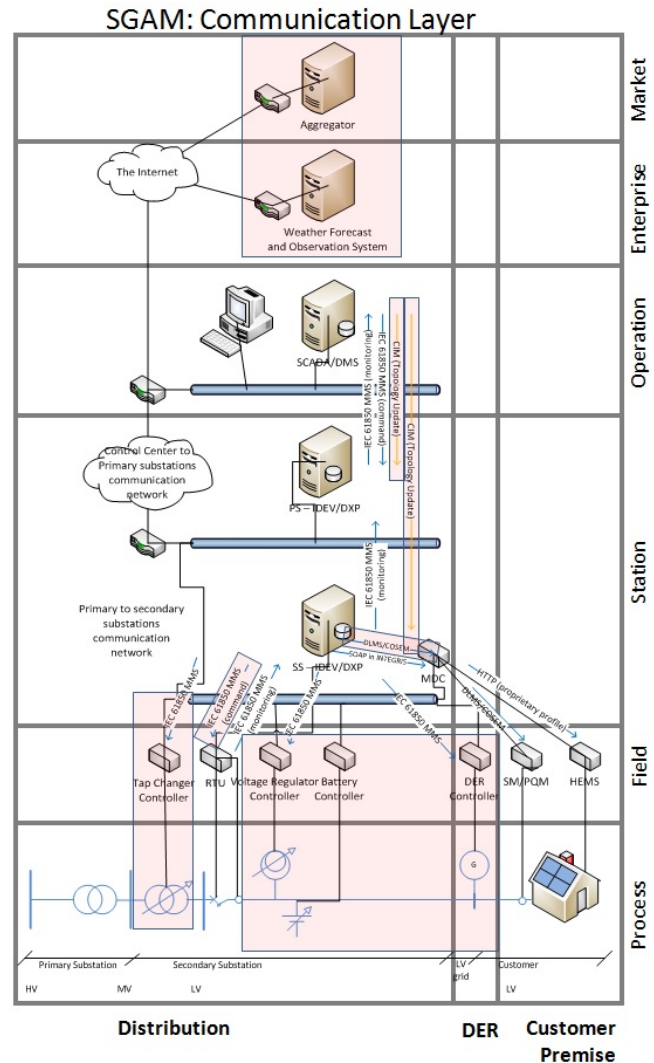 SGAM: Communication Layer
Market
Aggregator
The Internet
Enterprise
Weather Forecast
and Observation System
Operation
SCADA/DMS
IEC 61850 MMS (monitoring)
IEC 61850 MMS (command)
CIM (Topology Update)
CIM (Topology Update)
Control Center to
Primary substations
communication
network
PS – IDEV/DXP
Station
IEC 61850 MMS
(monitoring)
Primary to secondary
substations
communication
network
SS – IDEV/DXP
DLMS/COSEM
SOAP in INTEGRIS
MDC
IEC 61850 MMS
IEC 61850 MMS
(command)
IEC 61850 MMS
(monitoring)
IEC 61850 MMS
IEC 61850 MMS
DLMS/COSEM
HTTP (proprietary profile)
Field
Tap Changer
Controller
RTU
Voltage Regulator
Controller
Battery
Controller
DER
Controller
SM/PQM
HEMS
G
Process
Primary Substation
Secondary Substation
LV
grid
Customer
HV
MV
LV
LV
Distribution
DER
Customer
Premise